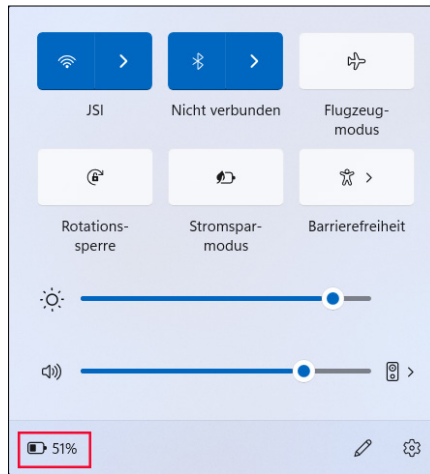 JSI
Nicht verbunden
Flugzeug-
modus
Rotations-
sperre
Stromspar-
modus
Barrierefreiheit
51%